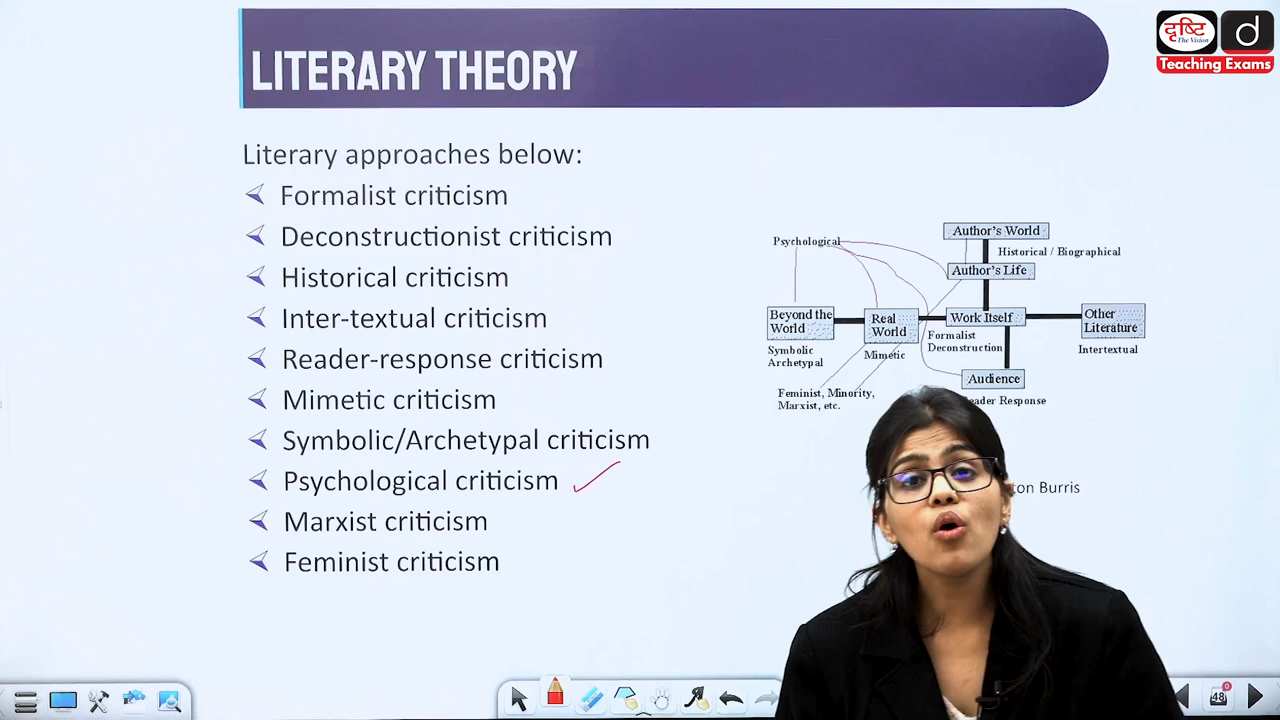 LITERARY THEORY
दृष्टि
The Vision
d
Teaching Exams
Literary approaches below:
Formalist criticism
Deconstructionist criticism
Historical criticism
Inter-textual criticism
Reader-response criticism
Mimetic criticism
Symbolic/Archetypal criticism
Psychological criticism
Marxist criticism
Feminist criticism
Psychological
Author's World
Historical / Biographical
Author's Life
Beyond the
World
Real
World
Work Itself
Other
Literature
Symbolic
Archetypal
Mimetic
Formalist
Deconstruction
Intertextual
Audience
Feminist, Minority,
Marxist, etc.
Response
Burris
48
0